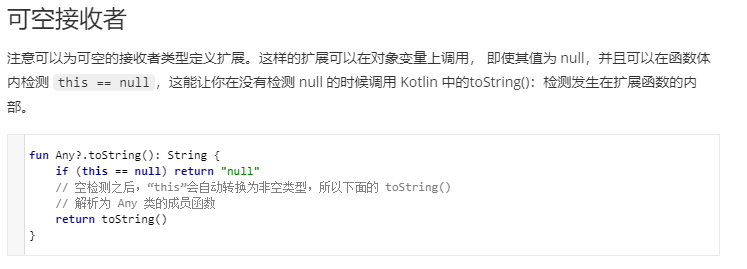 可空接收者
注意可以为可空的接收者类型定义扩展。这样的扩展可以在对象变量上调用， 即使其值为 null，并且可以在函数体
内检测 this == null，这能让你在没有检测 null 的时候调用 Kotlin 中的toString()：检测发生在扩展函数的内
部。
fun Any?.toString(): String {
    if (this == null) return "null"
    // 空检测之后，“this”会自动转换为非空类型，所以下面的 toString()
    // 解析为 Any 类的成员函数
    return toString()
}